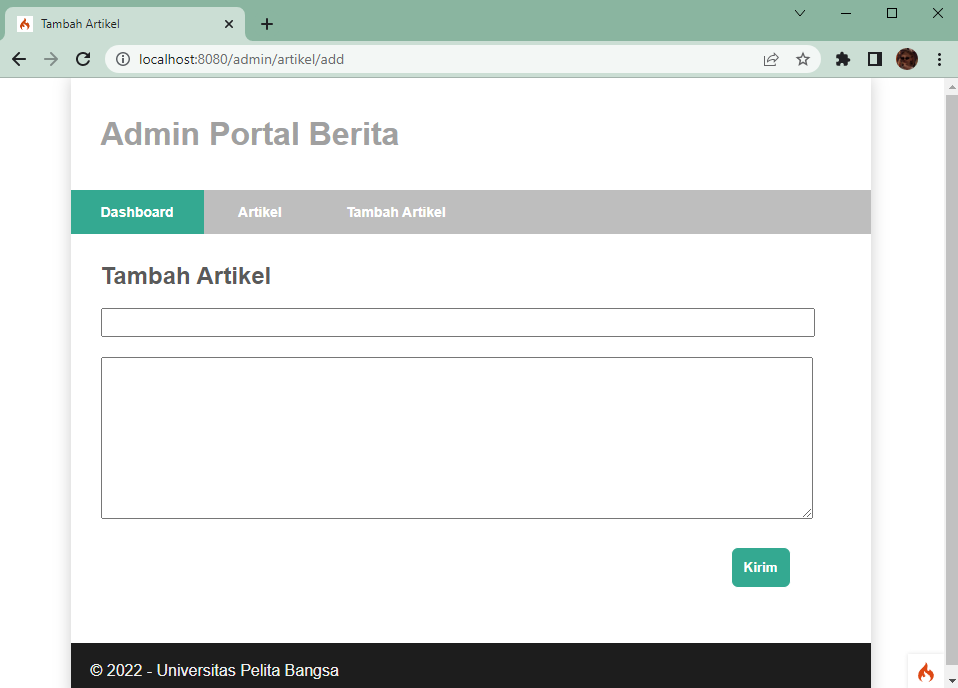 Tambah Artikel
localhost:8080/admin/artikel/add
Admin Portal Berita
Dashboard Artikel Tambah Artikel
Tambah Artikel
Kirim
© 2022 - Universitas Pelita Bangsa